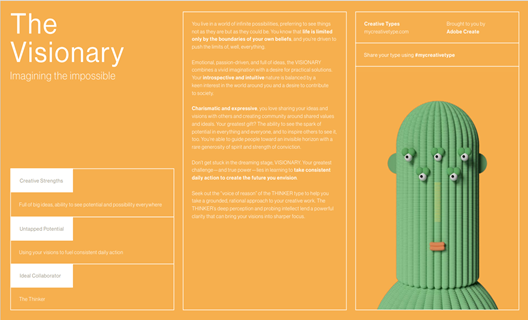 The
Visionary
Imagining the impossible
Creative Strengths
Full of big ideas, ability to see potential and possibility everywhere
Untapped Potential
Using your visions to fuel consistent daily action
Ideal Collaborator
The Thinker
You live in a world of infinite possibilities, preferring to see things
not as they are but as they could be. You know that life is limited
only by the boundaries of your own beliefs, and you're driven to
push the limits of, well, everything.
Emotional, passion-driven, and full of ideas, the VISIONARY
combines a vivid imagination with a desire for practical solutions.
Your introspective and intuitive nature is balanced by a
keen interest in the world around you and a desire to contribute
to society.
Charismatic and expressive, you love sharing your ideas and
visions with others and creating community around shared values
and ideals. Your greatest gift? The ability to see the spark of
potential in everything and everyone, and to inspire others to see it
too. You're able to guide people toward an invisible horizon with a
rare generosity of spirit and strength of conviction.
Don't get stuck in the dreaming stage, VISIONARY. Your greatest
challenge – and true power – lies in learning to take consistent
daily action to create the future you envision.
Seek out the "voice of reason" of the THINKER type to help you
take a grounded, rational approach to your creative work. The
THINKER's deep perception and probing intellect lend a powerful
clarity that can bring your visions into sharper focus.
Creative Types
mycreativetype.com
Brought to you by
Adobe Create
Share your type using #mycreativetype